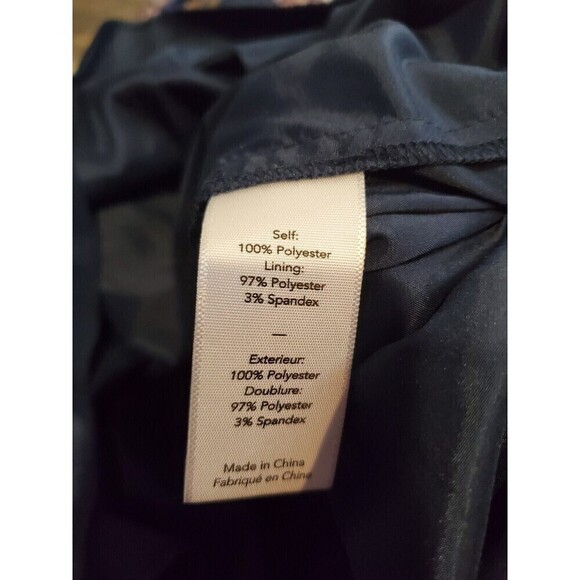 Self:
100% Polyester
Lining:
97% Polyester
3% Spandex
—
Exterieur:
100% Polyester
Doublure:
97% Polyester
3% Spandex
Made in China
Fabriqué en China